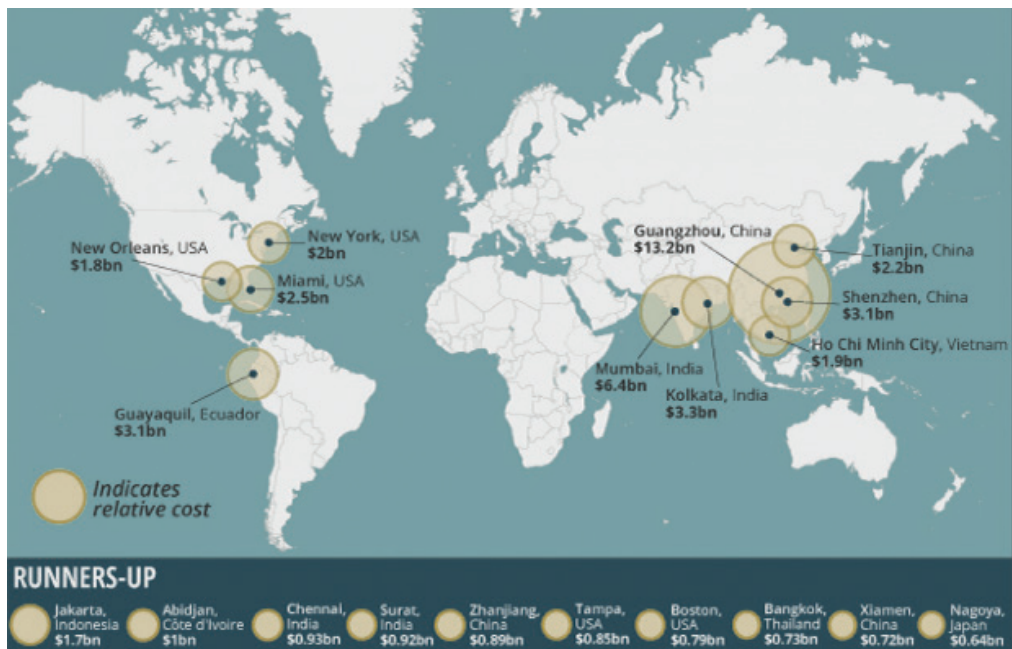 New York, USA
$2bn
New Orleans, USA
$1.8bn
Miami, USA
$2.5bn
Guayaquil, Ecuador
$3.1bn
Guangzhou, China
$13.2bn
Tianjin, China
$2.2bn
Shenzhen, China
$3.1bn
Ho Chi Minh City, Vietnam
$1.9bn
Mumbai, India
$6.4bn
Kolkata, India
$3.3bn
Indicates
relative cost
RUNNERS-UP
Jakarta,
Indonesia
$1.7bn
Abidjan,
Côte d'Ivoire
$1bn
Chennai,
India
$0.93bn
Surat,
India
$0.92bn
Zhanjiang,
China
$0.89bn
Tampa,
USA
$0.85bn
Boston,
USA
$0.79bn
Bangkok,
Thailand
$0.73bn
Xiamen,
China
$0.72bn
Nagoya,
Japan
$0.64bn